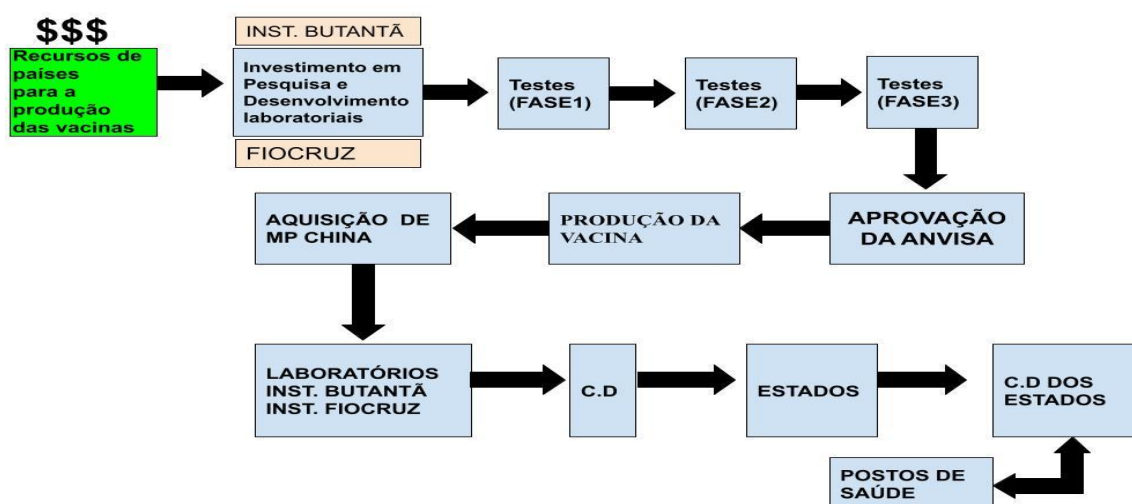 $$$
Recursos de
países
para a
produção
das vacinas
INST. BUTANTÃ
Investimento em
Pesquisa e
Desenvolvimento
laboratoriais
FIOCRUZ
Testes
(FASE1)
Testes
(FASE2)
Testes
(FASE3)
APROVAÇÃO
DA ANVISA
PRODUÇÃO DA
VACINA
AQUISIÇÃO DE
MP CHINA
LABORATÓRIOS
INST. BUTANTÃ
INST. FIOCRUZ
C.D
ESTADOS
C.D DOS
ESTADOS
POSTOS DE
SAÚDE